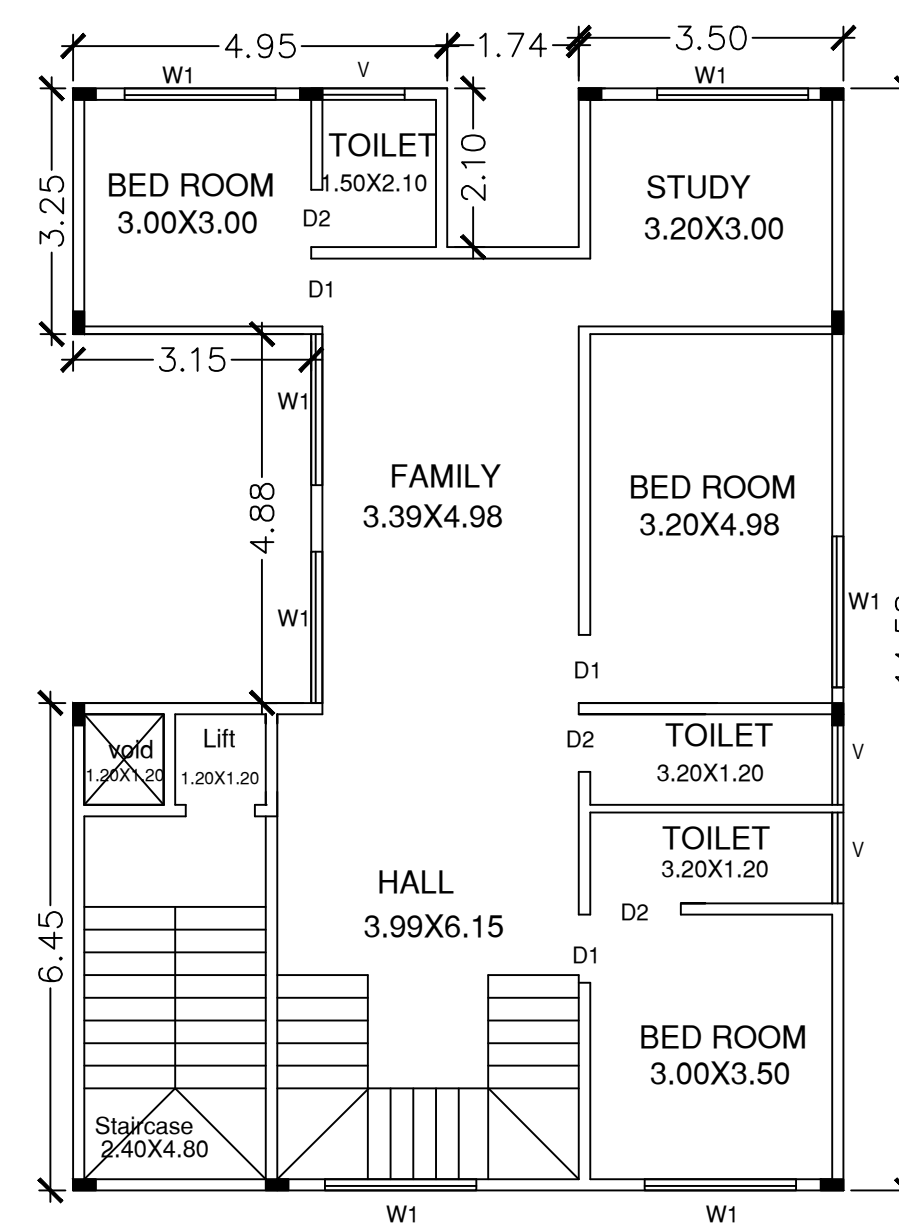 4.95
1.74
3.50
W1
V
W1
3.25
BED ROOM
3.00X3.00
TOILET
1.50X2.10
D2
2.10
STUDY
3.20X3.00
D1
3.15
W1
4.88
FAMILY
3.39X4.98
BED ROOM
3.20X4.98
W1
W1
D1
void
1.20X1.20
Lift
1.20X1.20
D2
TOILET
3.20X1.20
V
TOILET
3.20X1.20
V
6.45
HALL
3.99X6.15
D2
D1
BED ROOM
3.00X3.50
Staircase
2.40X4.80
W1
W1